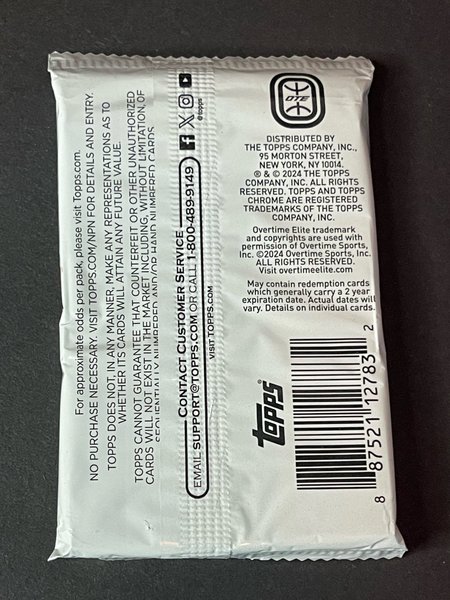 For approximate odds per pack, please visit Topps.com.
NO PURCHASE NECESSARY. VISIT TOPPS.COM/NPN FOR DETAILS AND ENTRY.
TOPPS DOES NOT, IN ANY MANNER, MAKE ANY REPRESENTATIONS AS TO
WHETHER ITS CARDS WILL ATTAIN ANY FUTURE VALUE.
TOPPS CANNOT GUARANTEE THAT COUNTERFEIT OR OTHER UNAUTHORIZED
CARDS WILL NOT EXIST IN THE MARKET INCLUDING, WITHOUT LIMITATION, OF
SEQUENTIALLY NUMBERED AND/OR HAND NUMBERED CARDS.
CONTACT CUSTOMER SERVICE
EMAIL SUPPORT@TOPPS.COM OR CALL 1-800-489-9149
VISIT TOPPS.COM
@topps
OTE
DISTRIBUTED BY
THE TOPPS COMPANY, INC.,
95 MORTON STREET,
NEW YORK, NY 10014.
® & © 2024 THE TOPPS
COMPANY, INC. ALL RIGHTS
RESERVED. TOPPS AND TOPPS
CHROME ARE REGISTERED
TRADEMARKS OF THE TOPPS
COMPANY, INC.
Overtime Elite trademark
and copyrights are used with
permission of Overtime Sports,
Inc. ©2024 Overtime Sports, Inc.
ALL RIGHTS RESERVED.
Visit overtimeelite.com.
May contain redemption cards
which generally carry a 2 year
expiration date. Actual dates will
vary. Details on individual cards.
topps®
8 87521 12783 2